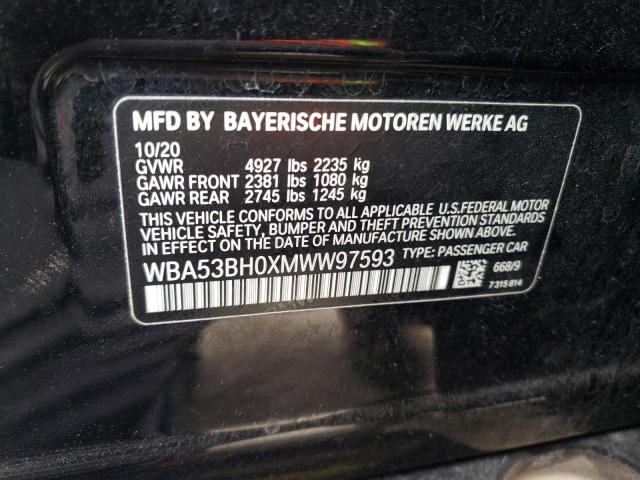 MFD BY BAYERISCHE MOTOREN WERKE AG
10/20
GVWR 4927 lbs 2235 kg
GAWR FRONT 2381 lbs 1080 kg
GAWR REAR 2745 lbs 1245 kg
THIS VEHICLE CONFORMS TO ALL APPLICABLE U.S.FEDERAL MOTOR
VEHICLE SAFETY, BUMPER AND THEFT PREVENTION STANDARDS
IN EFFECT ON THE DATE OF MANUFACTURE SHOWN ABOVE.
WBA53BH0XMWW97593 TYPE: PASSENGER CAR
668/9
7315814